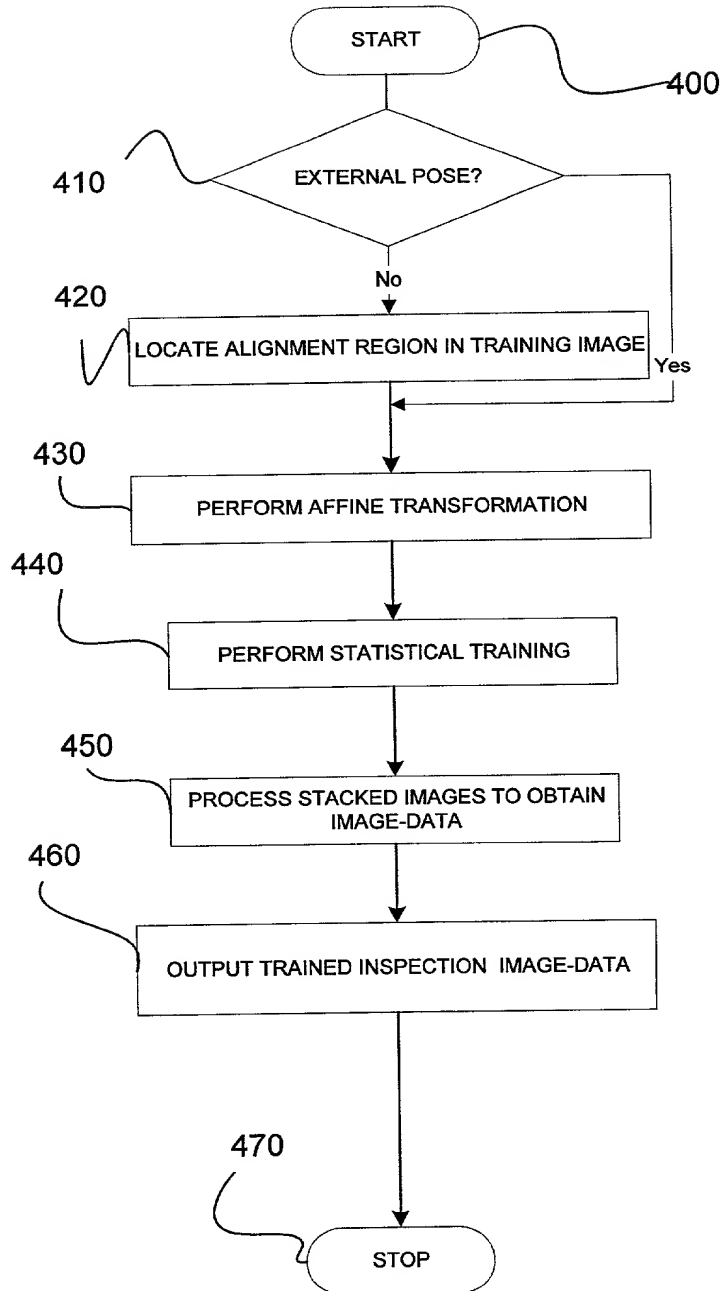 START
400
410
EXTERNAL POSE?
No
420
LOCATE ALIGNMENT REGION IN TRAINING IMAGE
Yes
430
PERFORM AFFINE TRANSFORMATION
440
PERFORM STATISTICAL TRAINING
450
PROCESS STACKED IMAGES TO OBTAIN
IMAGE-DATA
460
OUTPUT TRAINED INSPECTION IMAGE-DATA
470
STOP